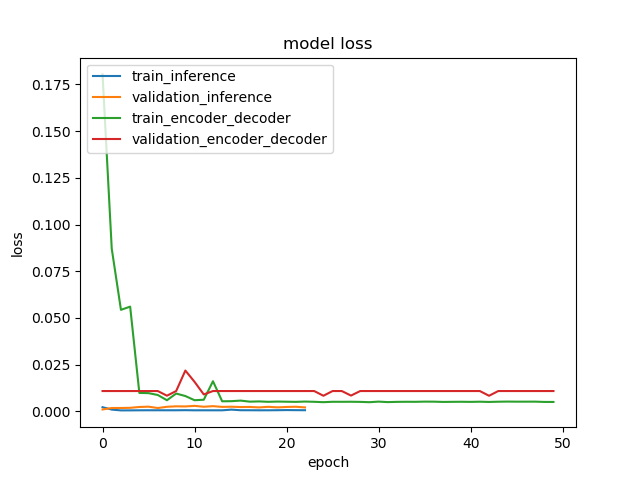 model loss
train_inference
validation_inference
train_encoder_decoder
validation_encoder_decoder
0.175
0.150
0.125
0.100
0.075
0.050
0.025
0.000
loss
0 10 20 30 40 50
epoch